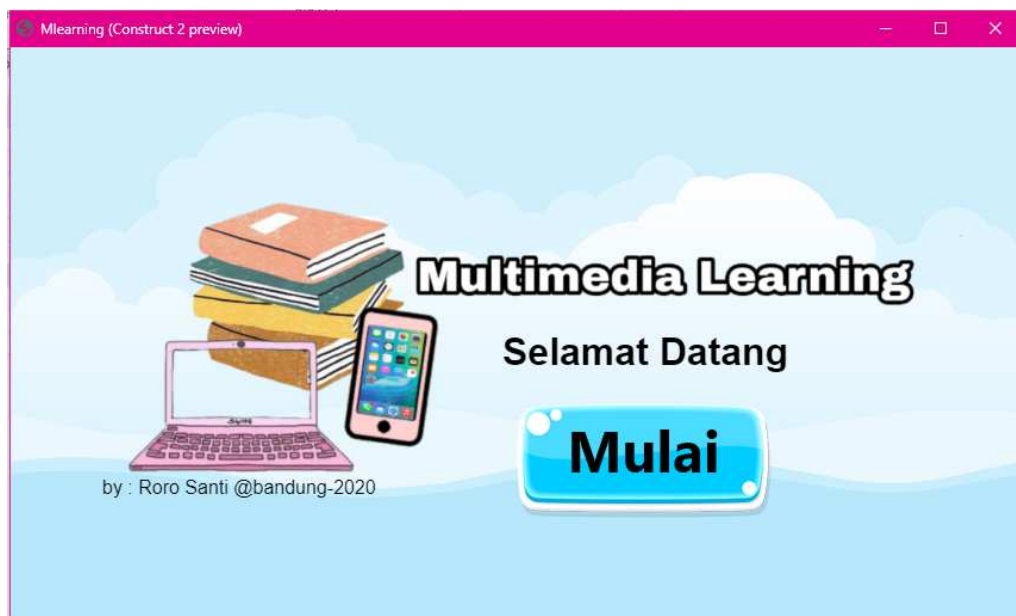 Mlearning (Construct 2 preview)
Multimedia Learning
Selamat Datang
Mulai
by : Roro Santi @bandung-2020